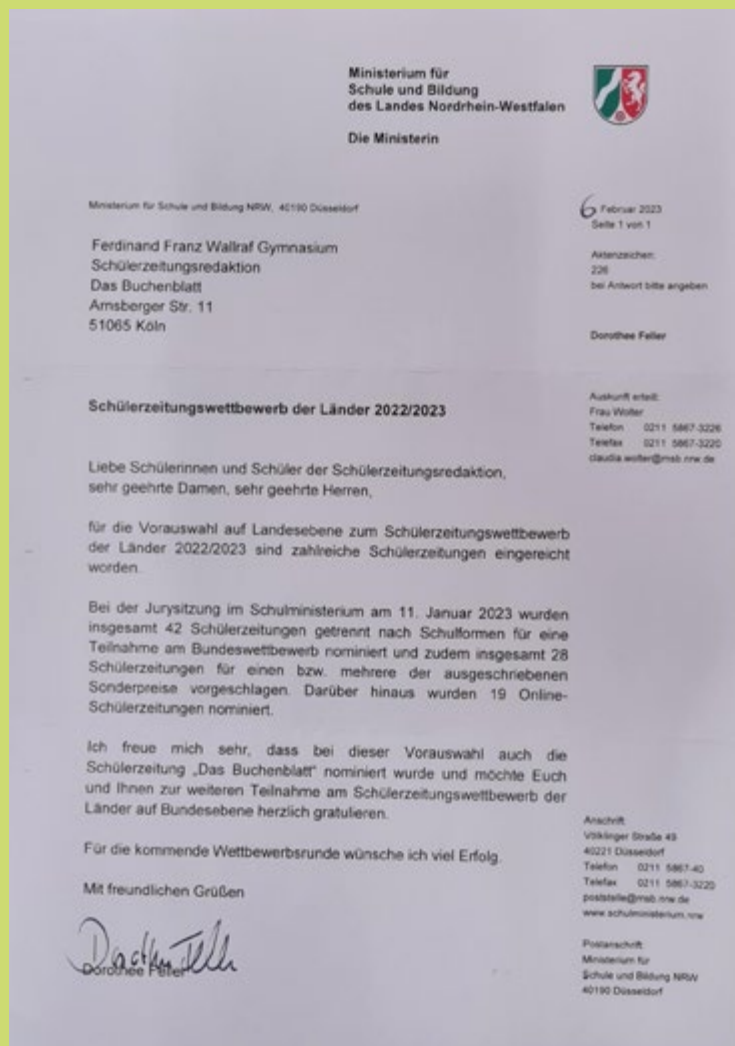 Ministerium für
Schule und Bildung
des Landes Nordrhein-Westfalen
Die Ministerin
Ministerium für Schule und Bildung NRW, 40190 Düsseldorf
Ferdinand Franz Wallraf Gymnasium
Schülerzeitungsredaktion
Das Buchenblatt
Arnsberger Str. 11
51065 Köln
6 Februar 2023
Seite 1 von 1
Aktenzeichen:
226
bei Antwort bitte angeben
Dorothee Feller
Auskunft erteilt:
Frau Wolter
Telefon 0211 5867-3226
Telefax 0211 5867-3220
claudia.wolter@msb.nrw.de
Schülerzeitungswettbewerb der Länder 2022/2023
Liebe Schülerinnen und Schüler der Schülerzeitungsredaktion,
sehr geehrte Damen, sehr geehrte Herren,
für die Vorauswahl auf Landesebene zum Schülerzeitungswettbewerb
der Länder 2022/2023 sind zahlreiche Schülerzeitungen eingereicht
worden.
Bei der Jurysitzung im Schulministerium am 11. Januar 2023 wurden
insgesamt 42 Schülerzeitungen getrennt nach Schulformen für eine
Teilnahme am Bundeswettbewerb nominiert und zudem insgesamt 28
Schülerzeitungen für einen bzw. mehrere der ausgeschriebenen
Sonderpreise vorgeschlagen. Darüber hinaus wurden 19 Online-
Schülerzeitungen nominiert.
Ich freue mich sehr, dass bei dieser Vorauswahl auch die
Schülerzeitung „Das Buchenblatt" nominiert wurde und möchte Euch
und Ihnen zur weiteren Teilnahme am Schülerzeitungswettbewerb der
Länder auf Bundesebene herzlich gratulieren.
Für die kommende Wettbewerbsrunde wünsche ich viel Erfolg.
Mit freundlichen Grüßen
Dorothee Feller
Dorothee Feller
Anschrift:
Völklinger Straße 49
40221 Düsseldorf
Telefon 0211 5867-40
Telefax 0211 5867-3220
poststelle@msb.nrw.de
www.schulministerium.nrw
Postanschrift:
Ministerium für
Schule und Bildung NRW
40190 Düsseldorf